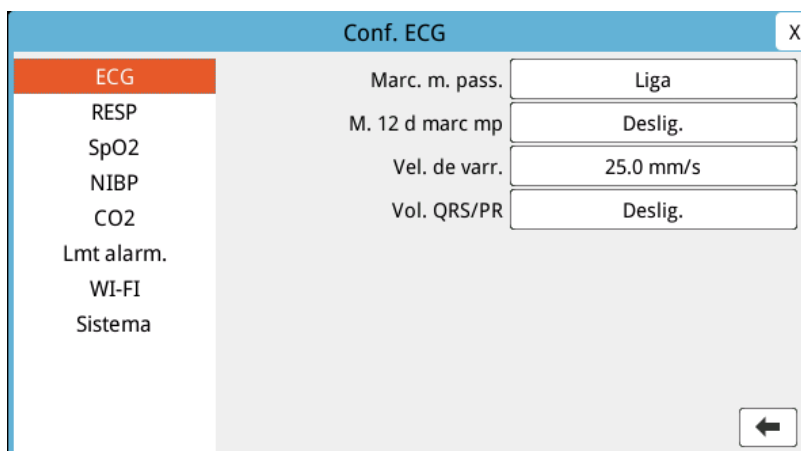 Conf. ECG
X
ECG
RESP
SpO2
NIBP
CO2
Lmt alarm.
WI-FI
Sistema
Marc. m. pass. Liga
M. 12 d marc mp Deslig.
Vel. de varr. 25.0 mm/s
Vol. QRS/PR Deslig.